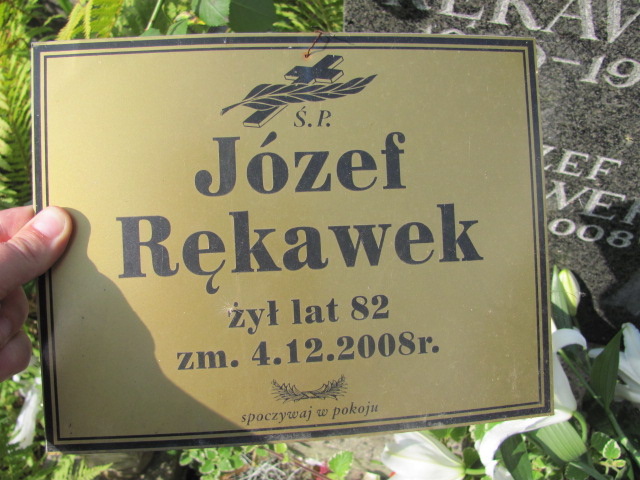 Ś.P.
Józef
Rękawek
żył lat 82
zm. 4.12.2008r.
spoczywaj w pokoju